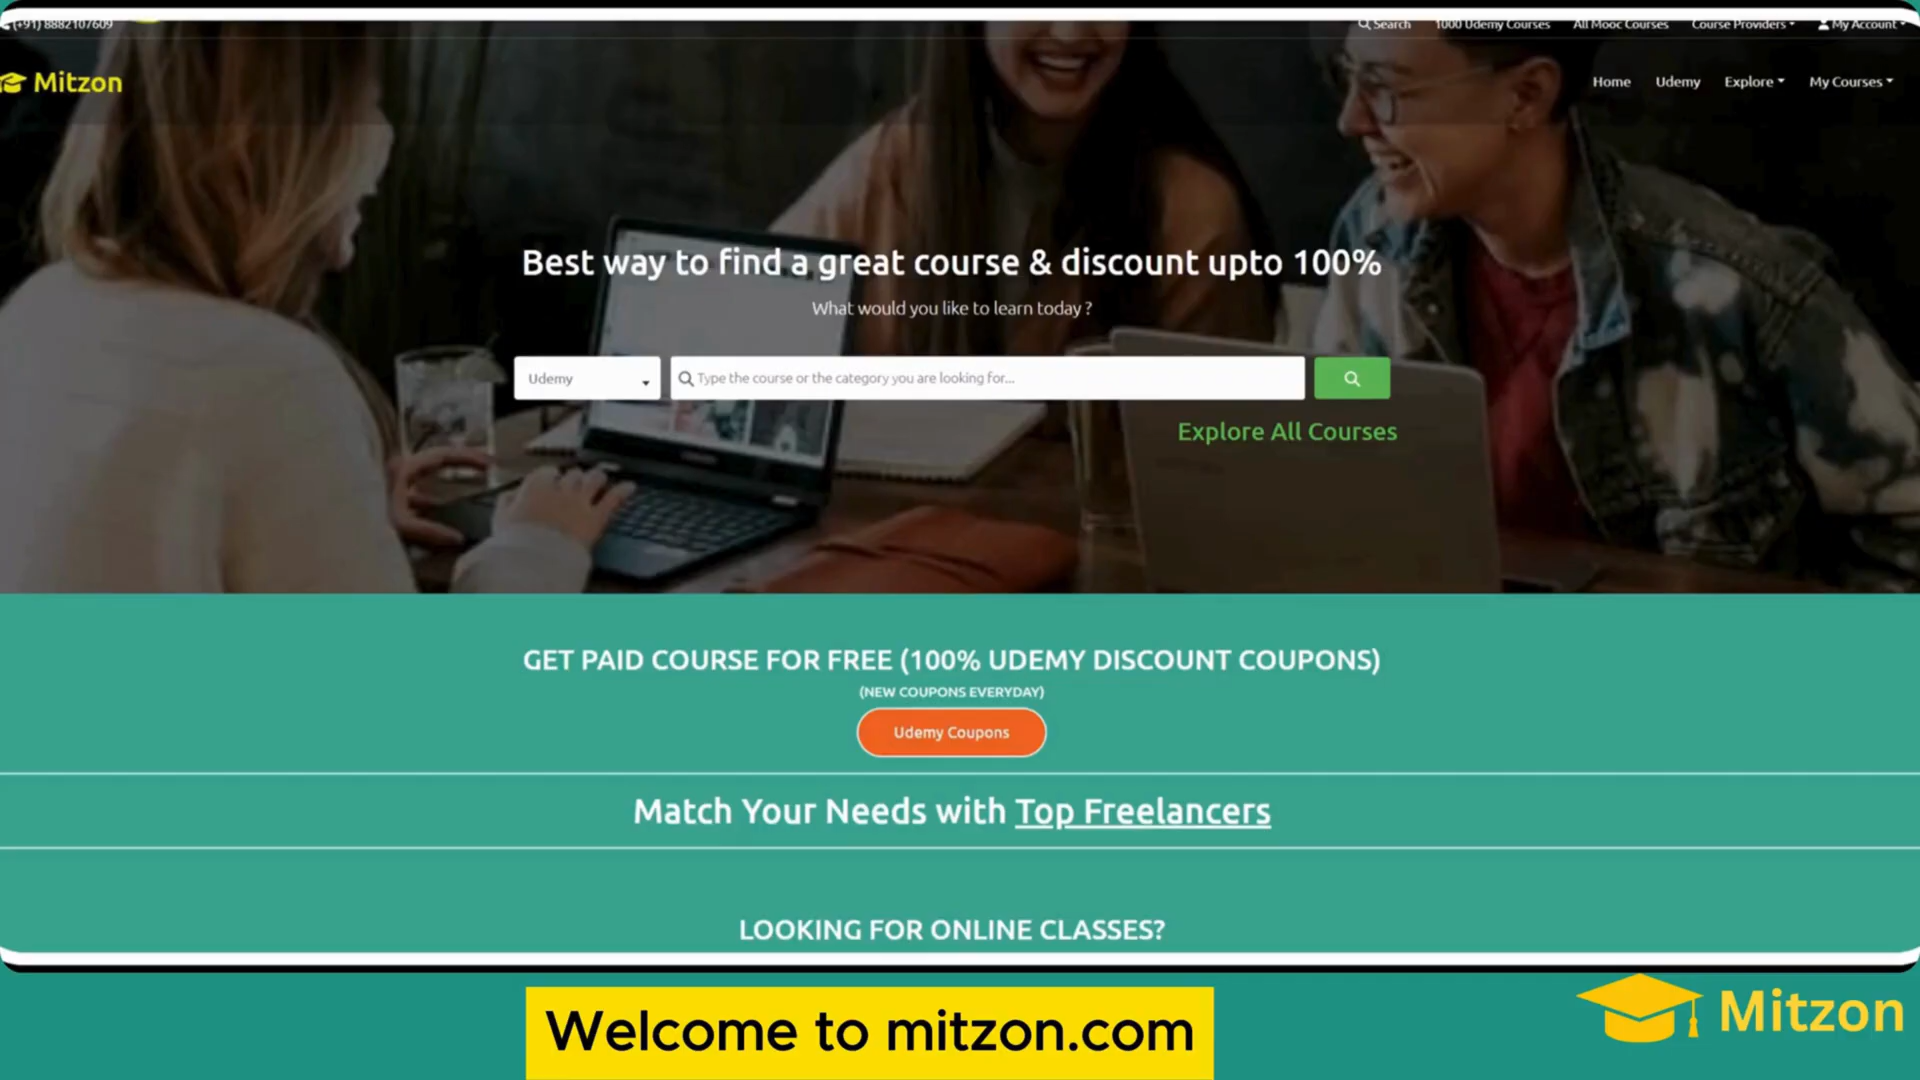 (+91) 8882107609
Search 1000 Udemy Courses All Mooc Courses Course Providers My Account
Mitzon
Home Udemy Explore My Courses
Best way to find a great course & discount upto 100%
What would you like to learn today ?
Udemy
Type the course or the category you are looking for...
Explore All Courses
GET PAID COURSE FOR FREE (100% UDEMY DISCOUNT COUPONS)
(NEW COUPONS EVERYDAY)
Udemy Coupons
Match Your Needs with Top Freelancers
LOOKING FOR ONLINE CLASSES?
Welcome to mitzon.com
Mitzon